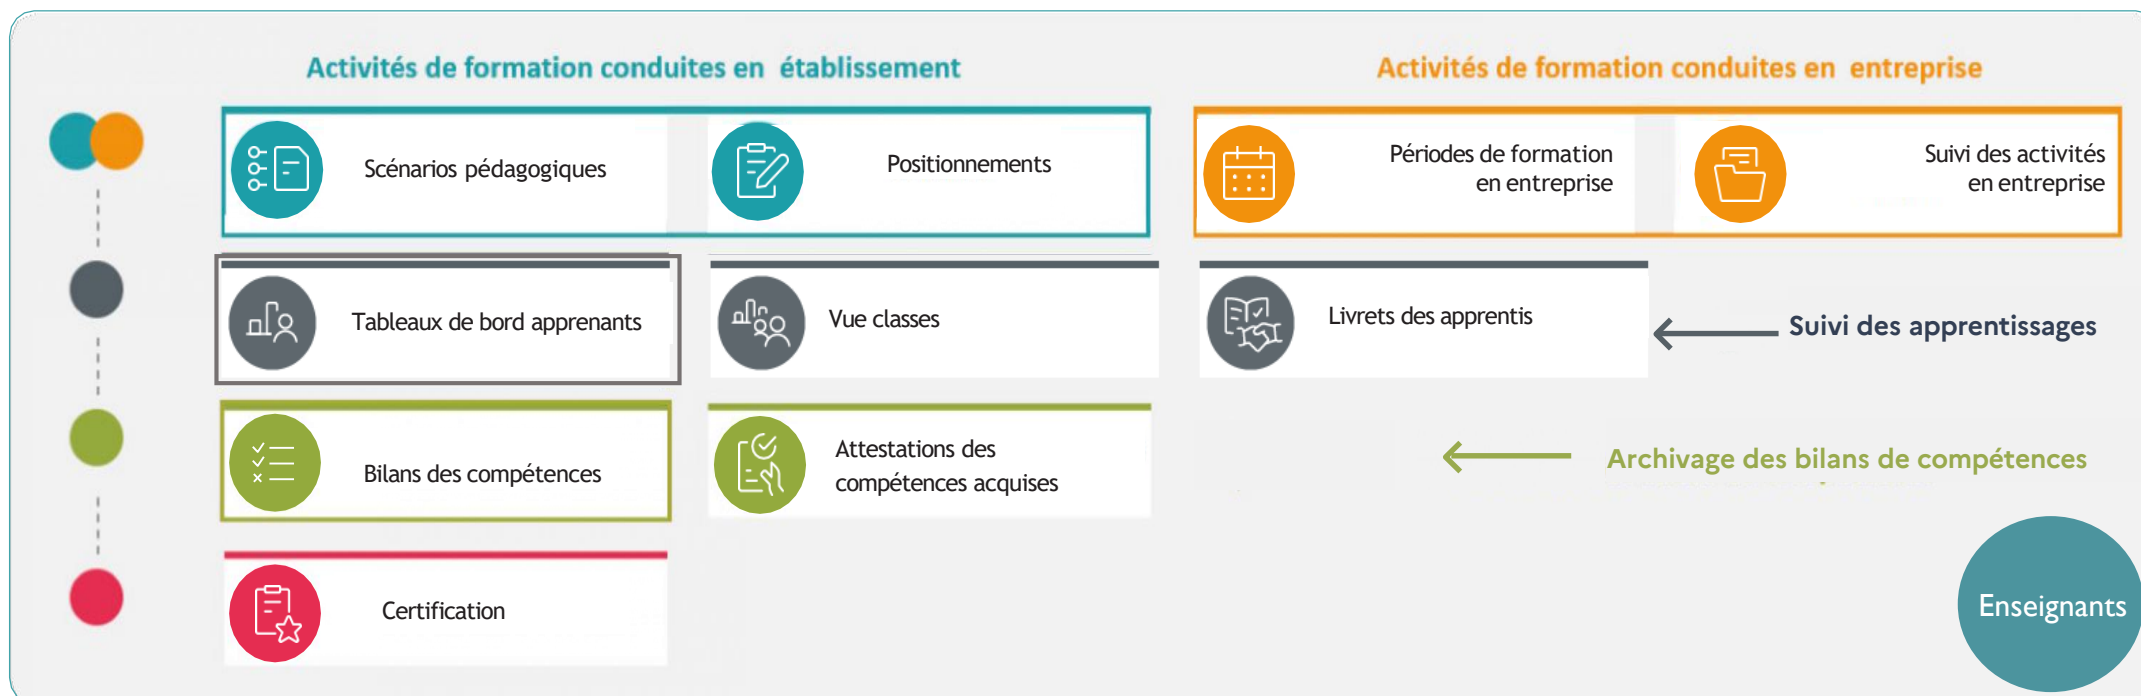 Activités de formation conduites en établissement
Activités de formation conduites en entreprise
Scénarios pédagogiques
Positionnements
Périodes de formation
en entreprise
Suivi des activités
en entreprise
Tableaux de bord apprenants
Vue classes
Livrets des apprentis
Suivi des apprentissages
Bilans des compétences
Attestations des
compétences acquises
Archivage des bilans de compétences
Certification
Enseignants